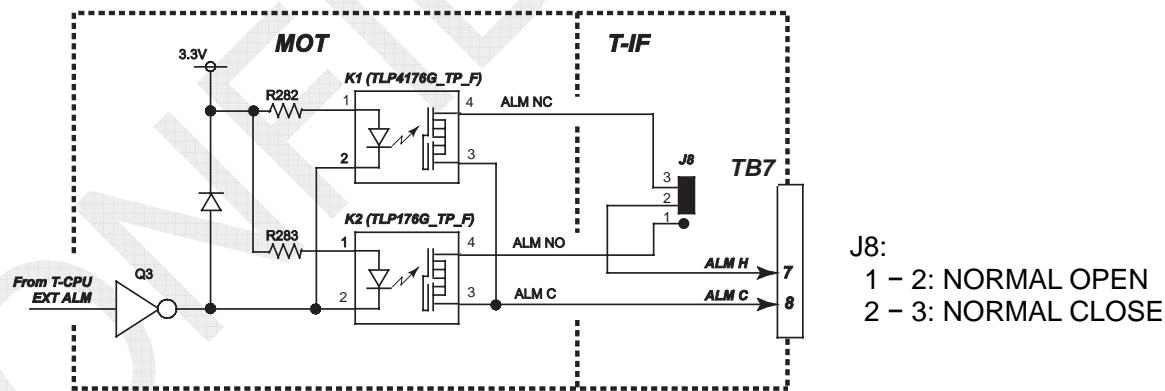 MOT
T-IF
3.3V
K1 (TLP4176G_TP_F)
R282
1
4
ALM NC
2
3
J8
TB7
3
2
1
K2 (TLP176G_TP_F)
R283
1
4
ALM NO
ALM H
7
2
3
ALM C
ALM C
8
From T-CPU
EXT ALM
Q3
J8:
1 − 2: NORMAL OPEN
2 − 3: NORMAL CLOSE